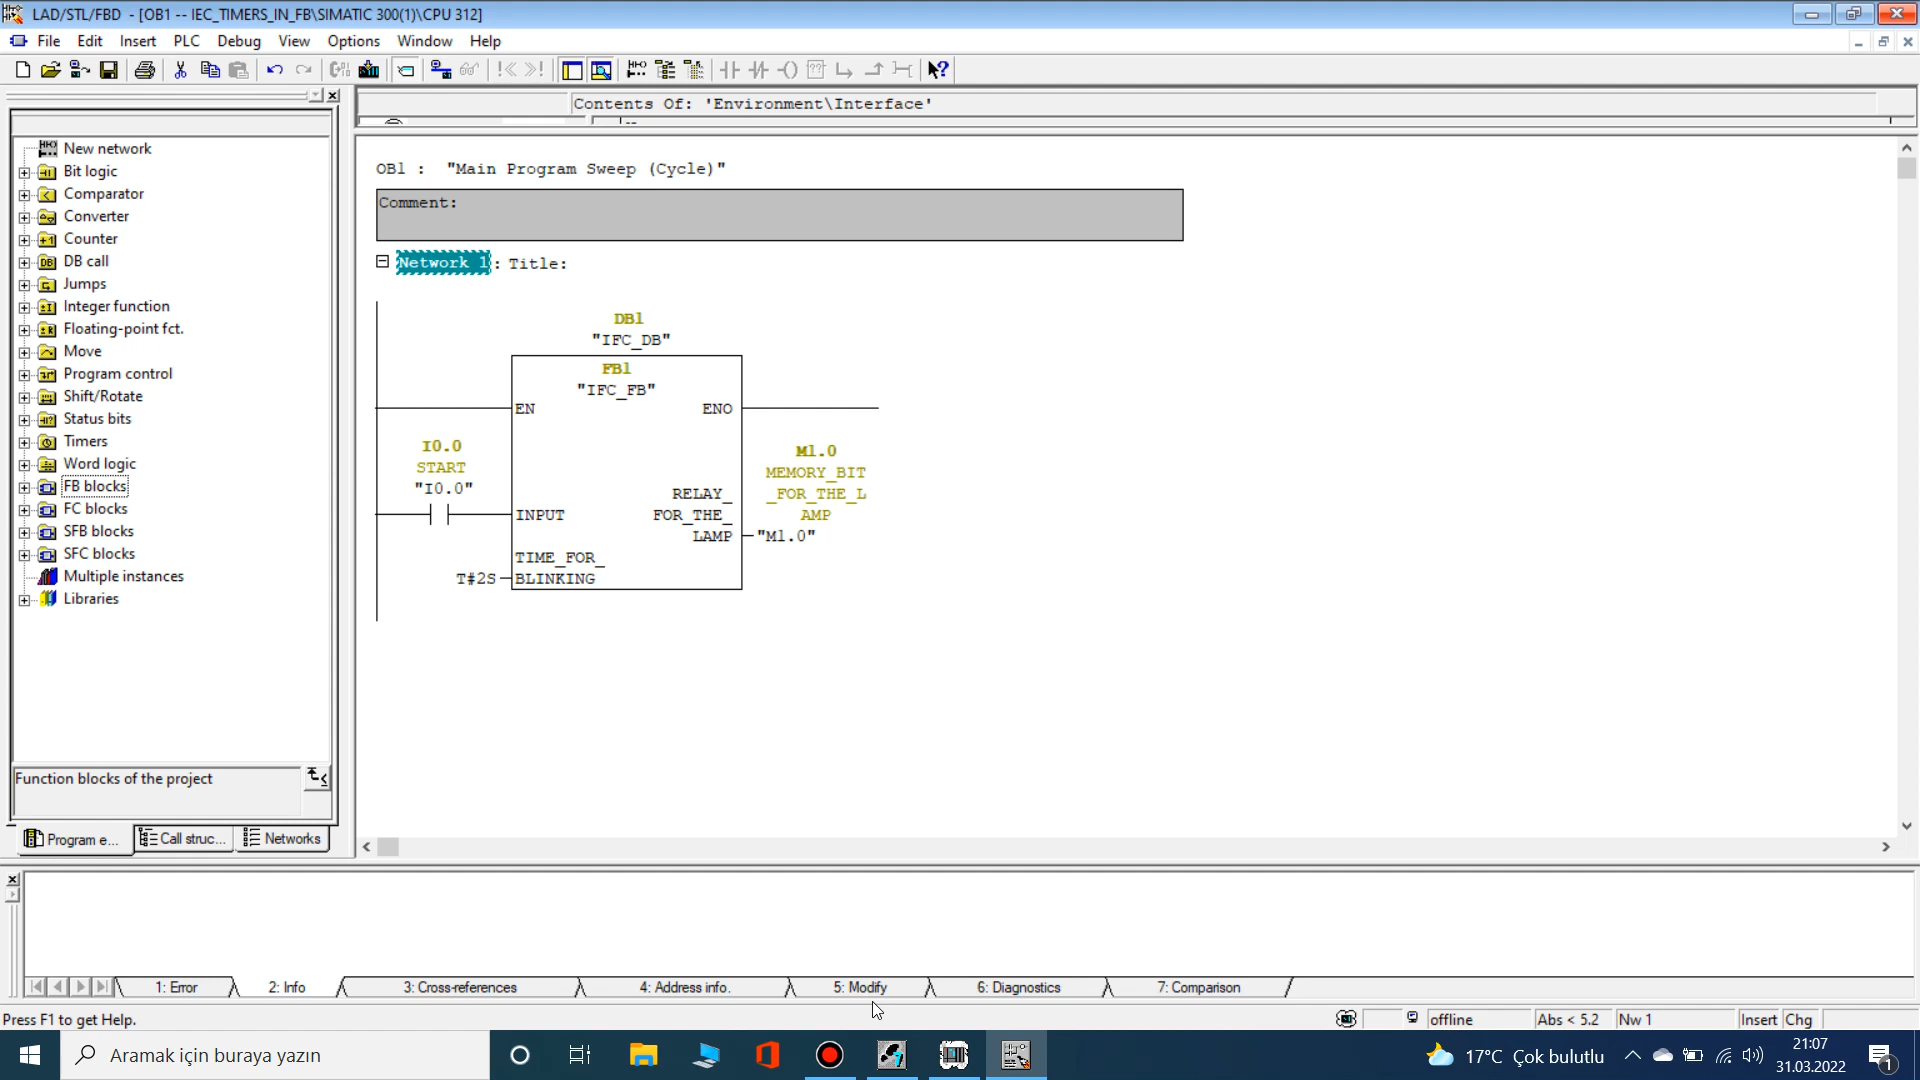 LAD/STL/FBD - [OB1 -- IEC_TIMERS_IN_FB\SIMATIC 300(1)\CPU 312]
File Edit Insert PLC Debug View Options Window Help
Contents Of: 'Environment\Interface'
New network
Bit logic
Comparator
Converter
Counter
DB call
Jumps
Integer function
Floating-point fct.
Move
Program control
Shift/Rotate
Status bits
Timers
Word logic
FB blocks
FC blocks
SFB blocks
SFC blocks
Multiple instances
Libraries
Function blocks of the project
Program e... Call struc... Networks
OB1 : "Main Program Sweep (Cycle)"
Comment:
Network 1: Title:
DB1
"IFC_DB"
FB1
"IFC_FB"
EN ENO
I0.0
START
"I0.0"
INPUT
TIME_FOR_
T#2S BLINKING
RELAY_
FOR_THE_
LAMP
M1.0
MEMORY_BIT
_FOR_THE_L
AMP
"M1.0"
1: Error 2: Info 3: Cross-references 4: Address info. 5: Modify 6: Diagnostics 7: Comparison
Press F1 to get Help.
offline Abs < 5.2 Nw 1 Insert Chg
Aramak için buraya yazın
17°C Çok bulutlu
21:07
31.03.2022
1